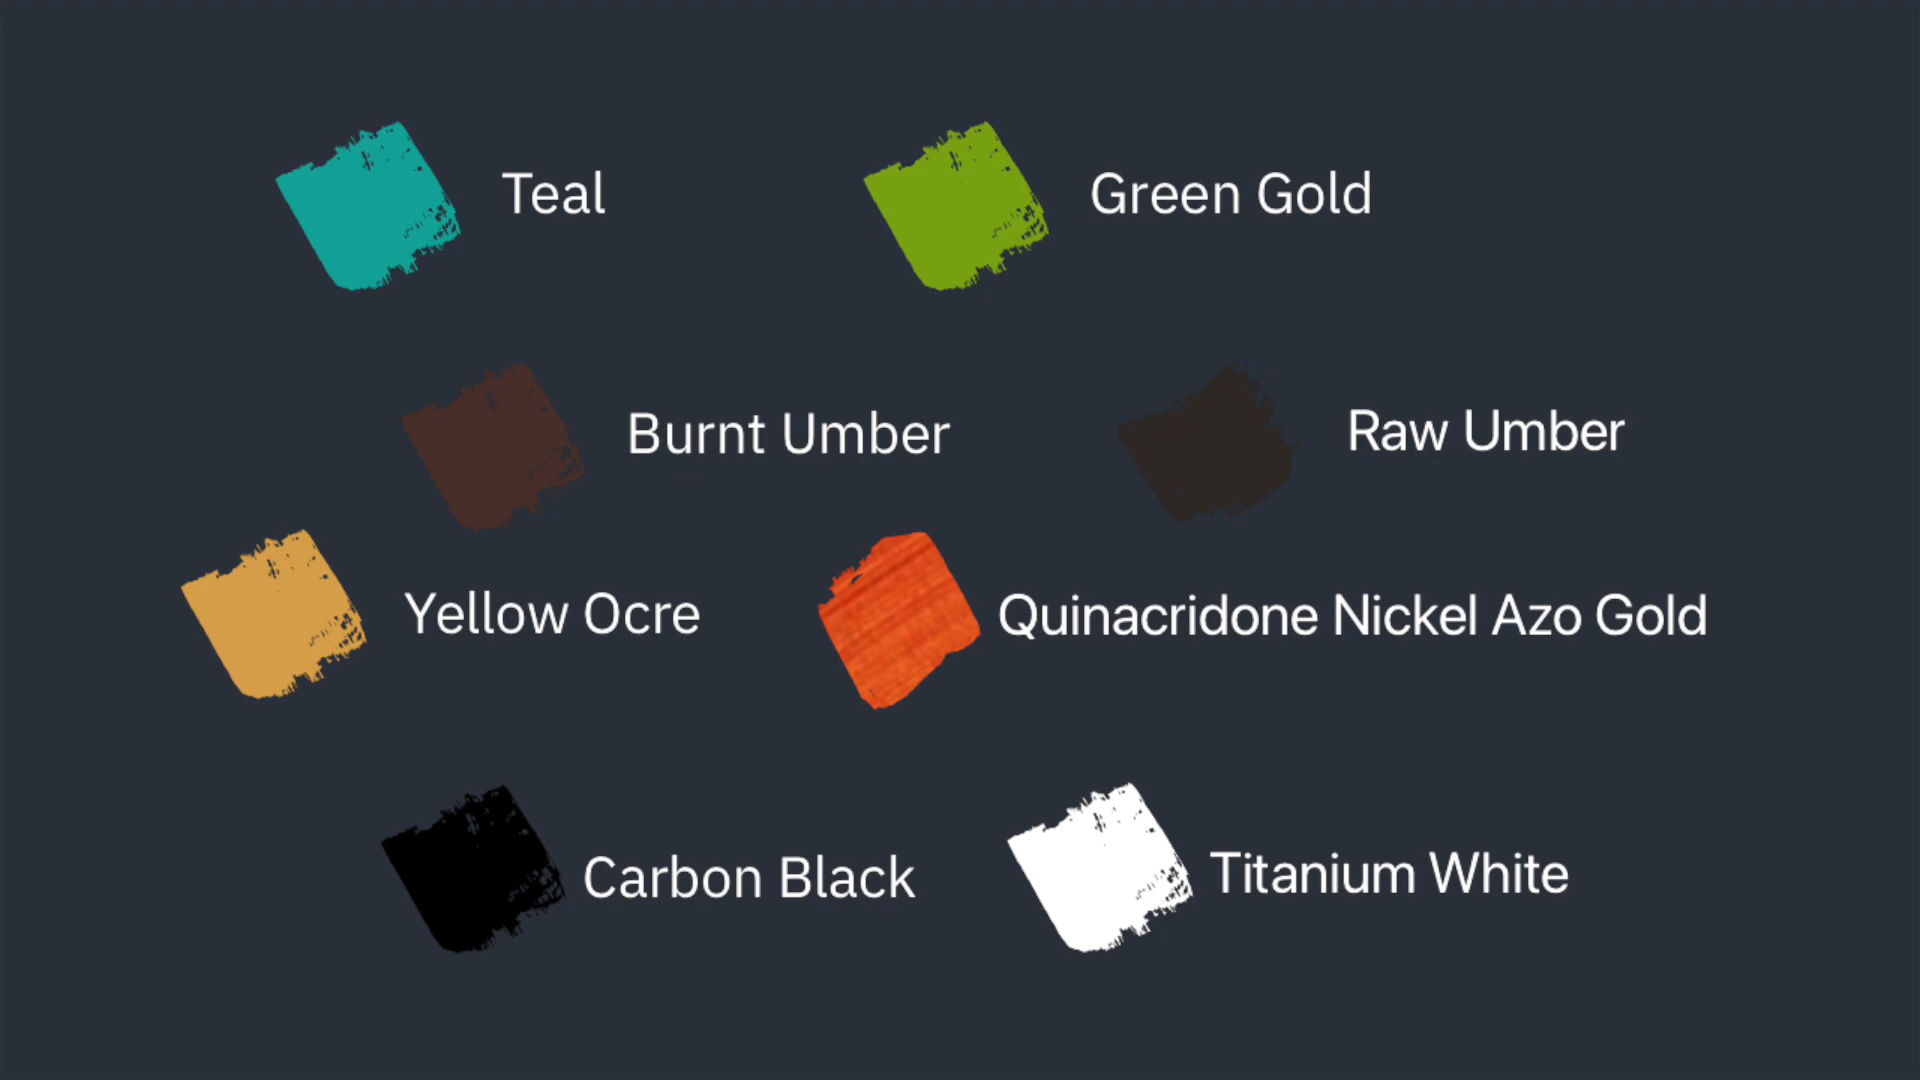 Teal
Green Gold
Burnt Umber
Raw Umber
Yellow Ocre
Quinacridone Nickel Azo Gold
Carbon Black
Titanium White